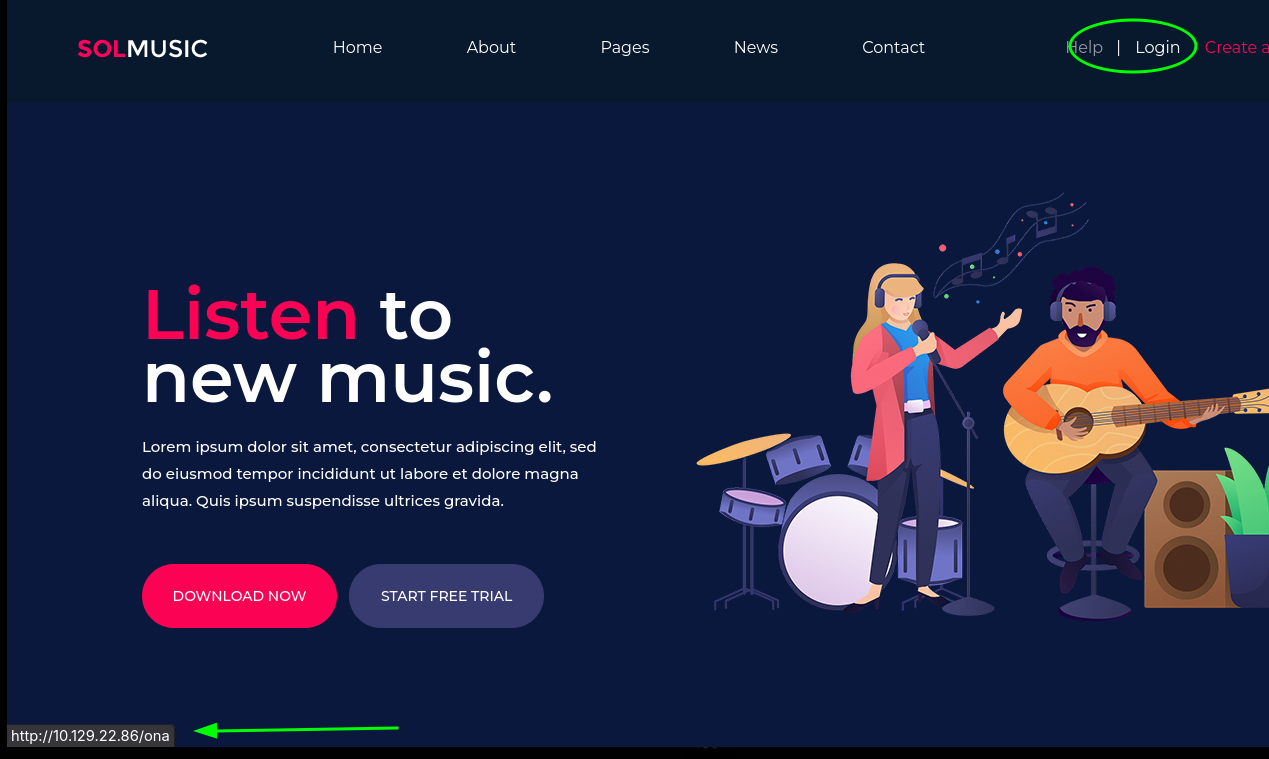 SOLMUSIC Home About Pages News Contact Help | Login Create a
Listen to
new music.
Lorem ipsum dolor sit amet, consectetur adipiscing elit, sed
do eiusmod tempor incididunt ut labore et dolore magna
aliqua. Quis ipsum suspendisse ultrices gravida.
DOWNLOAD NOW START FREE TRIAL
http://10.129.22.86/ona